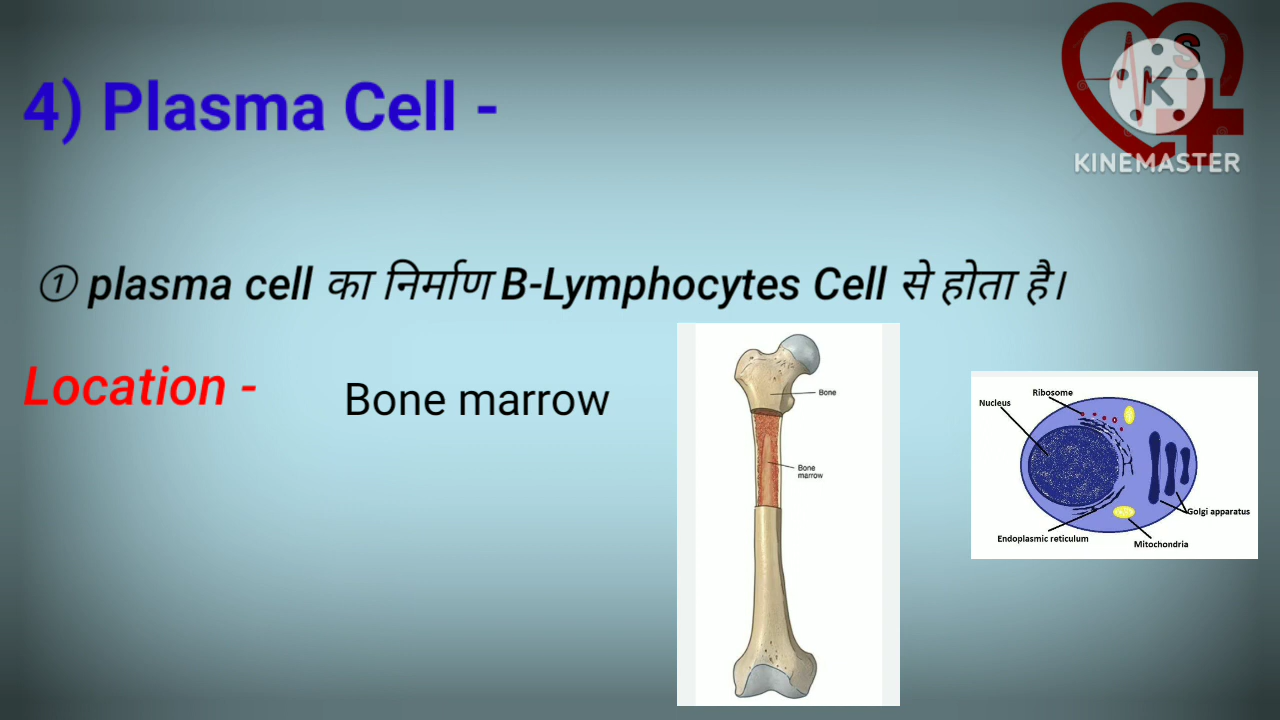 4) Plasma Cell -
S
K
KINEMASTER
① plasma cell का निर्माण B-Lymphocytes Cell से होता है।
Location -
Bone marrow
Bone
Bone
marrow
Ribosome
Nucleus
Golgi apparatus
Endoplasmic reticulum
Mitochondria